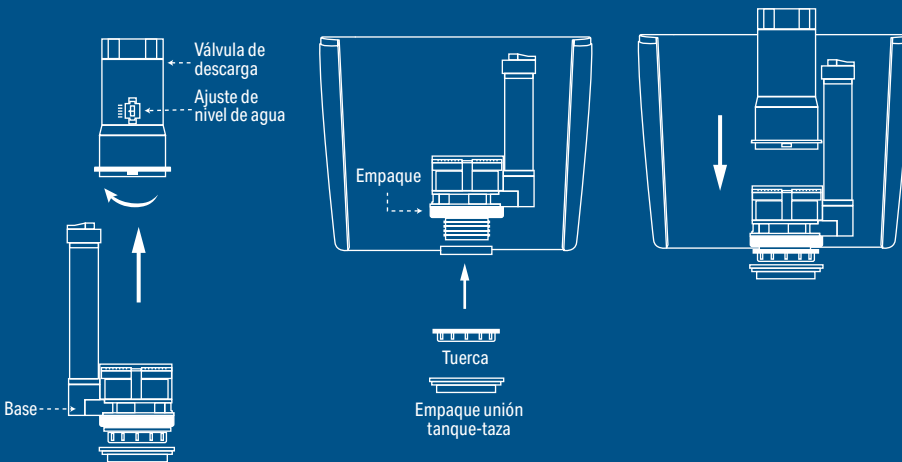 Válvula de
descarga
Ajuste de
nivel de agua
Base
Empaque
Tuerca
Empaque unión
tanque-taza